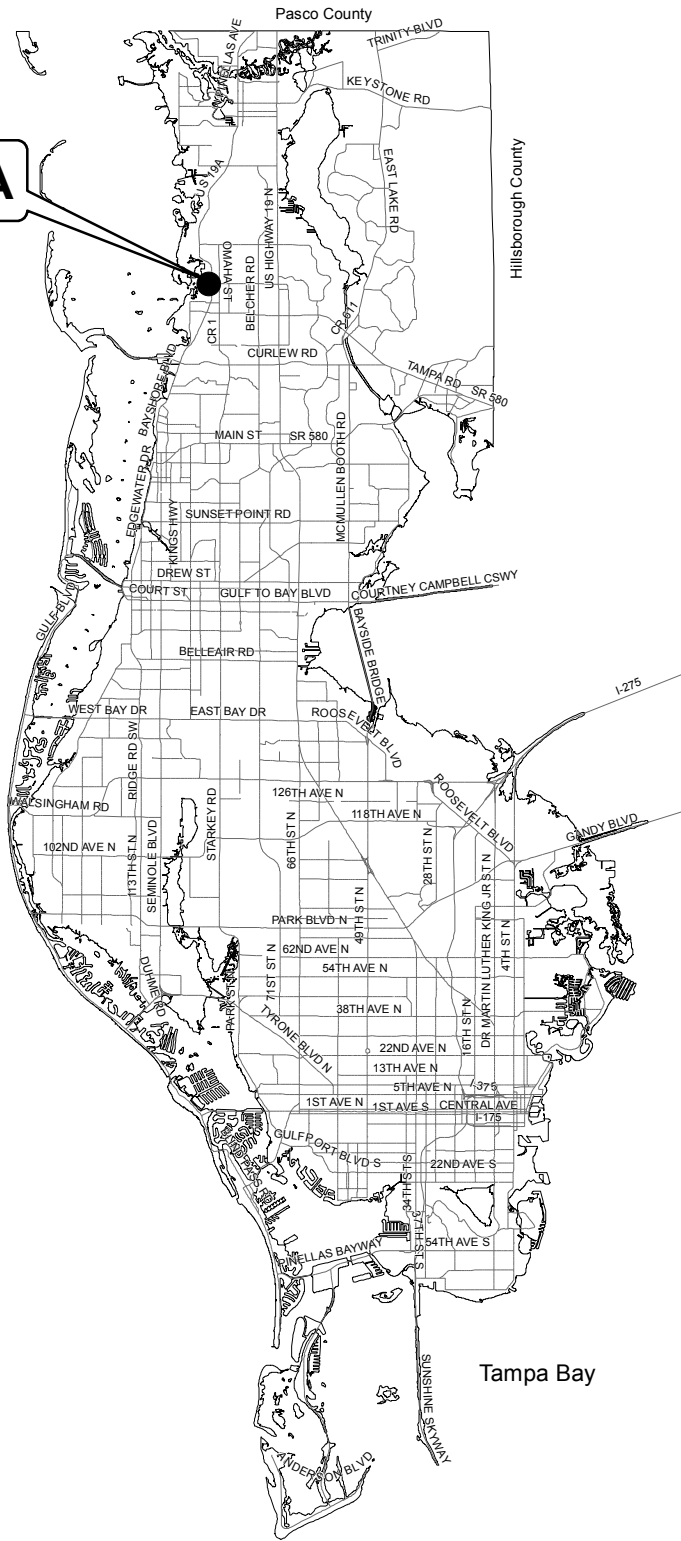 Pasco County
TRINITY BLVD
KEYSTONE RD
EAST LAKE RD
Hillsborough County
US 19A
A
OMAHA ST
BELCHER RD
US HIGHWAY 19 N
CR 1
CR 611
CURLEW RD
TAMPA RD
SR 580
BAYSHORE BLVD
EDGEWATER DR
MAIN ST
SR 580
MCMULLEN BOOTH RD
KINGS HWY
SUNSET POINT RD
DREW ST
COURT ST
GULF TO BAY BLVD
COURTNEY CAMPBELL CSWY
GULF BLVD
BAYSIDE BRIDGE
BELLEAIR RD
WEST BAY DR
EAST BAY DR
ROOSEVELT BLVD
I-275
RIDGE RD SW
WALSINGHAM RD
126TH AVE N
118TH AVE N
ROOSEVELT BLVD
GANDY BLVD
STARKEY RD
66TH ST N
28TH ST N
102ND AVE N
113TH ST N
SEMINOLE BLVD
49TH ST N
DR MARTIN LUTHER KING JR ST N
4TH ST N
PARK BLVD N
62ND AVE N
54TH AVE N
71ST ST N
DUHME RD
PARK ST N
38TH AVE N
TYRONE BLVD N
16TH ST N
22ND AVE N
13TH AVE N
5TH AVE N
I-375
1ST AVE N
1ST AVE S
CENTRAL AVE
I-175
GULFPORT BLVD S
22ND AVE S
34TH ST S
37TH ST S
54TH AVE S
PINELLAS BAYWAY
Tampa Bay
SUNSHINE SKYWAY
ANDERSON BLVD